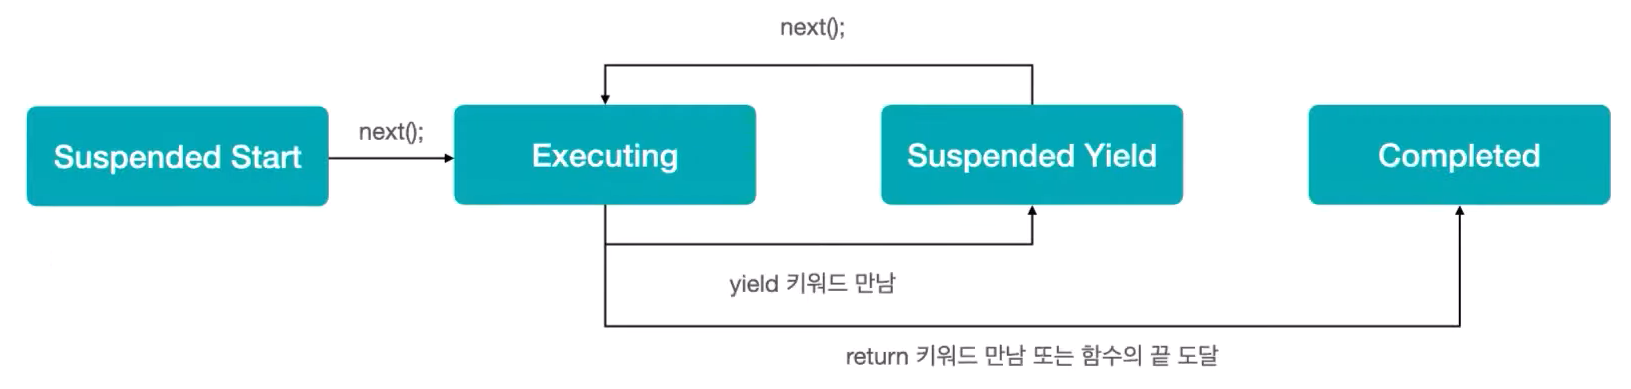 next();
Suspended Start
next();
Executing
Suspended Yield
Completed
yield 키워드 만남
return 키워드 만남 또는 함수의 끝 도달